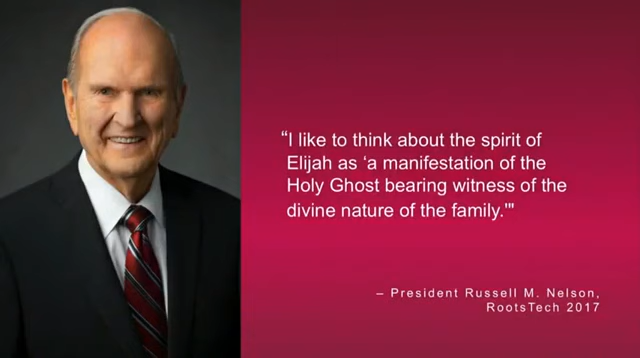 “I like to think about the spirit of
Elijah as ‘a manifestation of the
Holy Ghost bearing witness of the
divine nature of the family.'"
– President Russell M. Nelson,
RootsTech 2017